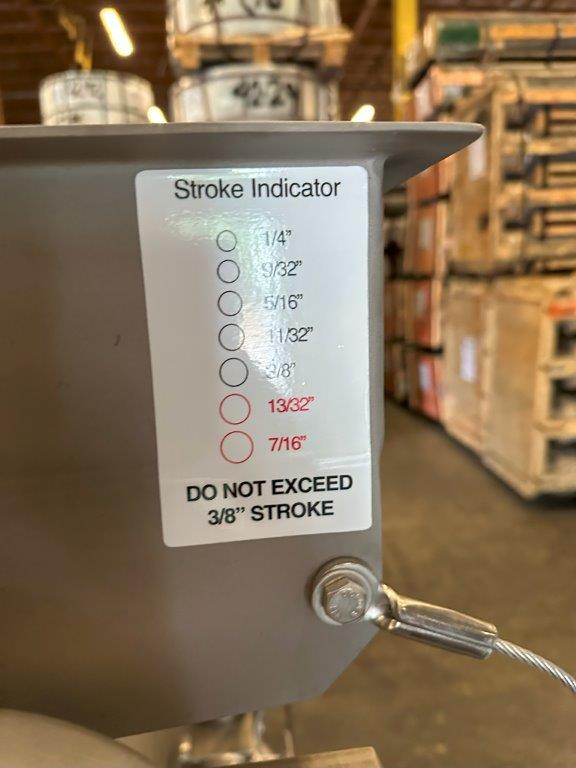 Stroke Indicator
1/4"
9/32"
5/16"
11/32"
3/8"
13/32"
7/16"
DO NOT EXCEED
3/8" STROKE